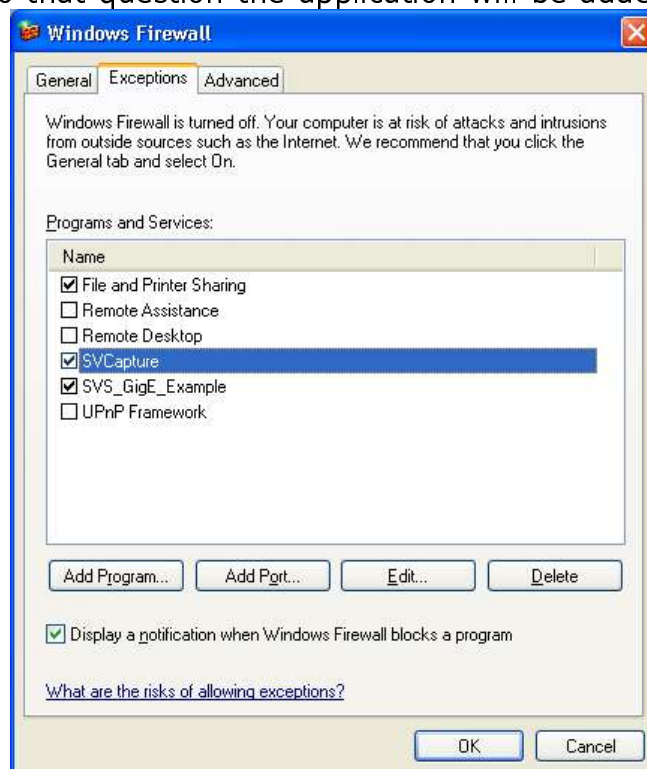 that question the application will be adde
Windows Firewall
General Exceptions Advanced
Windows Firewall is turned off. Your computer is at risk of attacks and intrusions
from outside sources such as the Internet. We recommend that you click the
General tab and select On.
Programs and Services:
Name
File and Printer Sharing
Remote Assistance
Remote Desktop
SVCapture
SVS_GigE_Example
UPnP Framework
Add Program... Add Port... Edit... Delete
Display a notification when Windows Firewall blocks a program
What are the risks of allowing exceptions?
OK Cancel